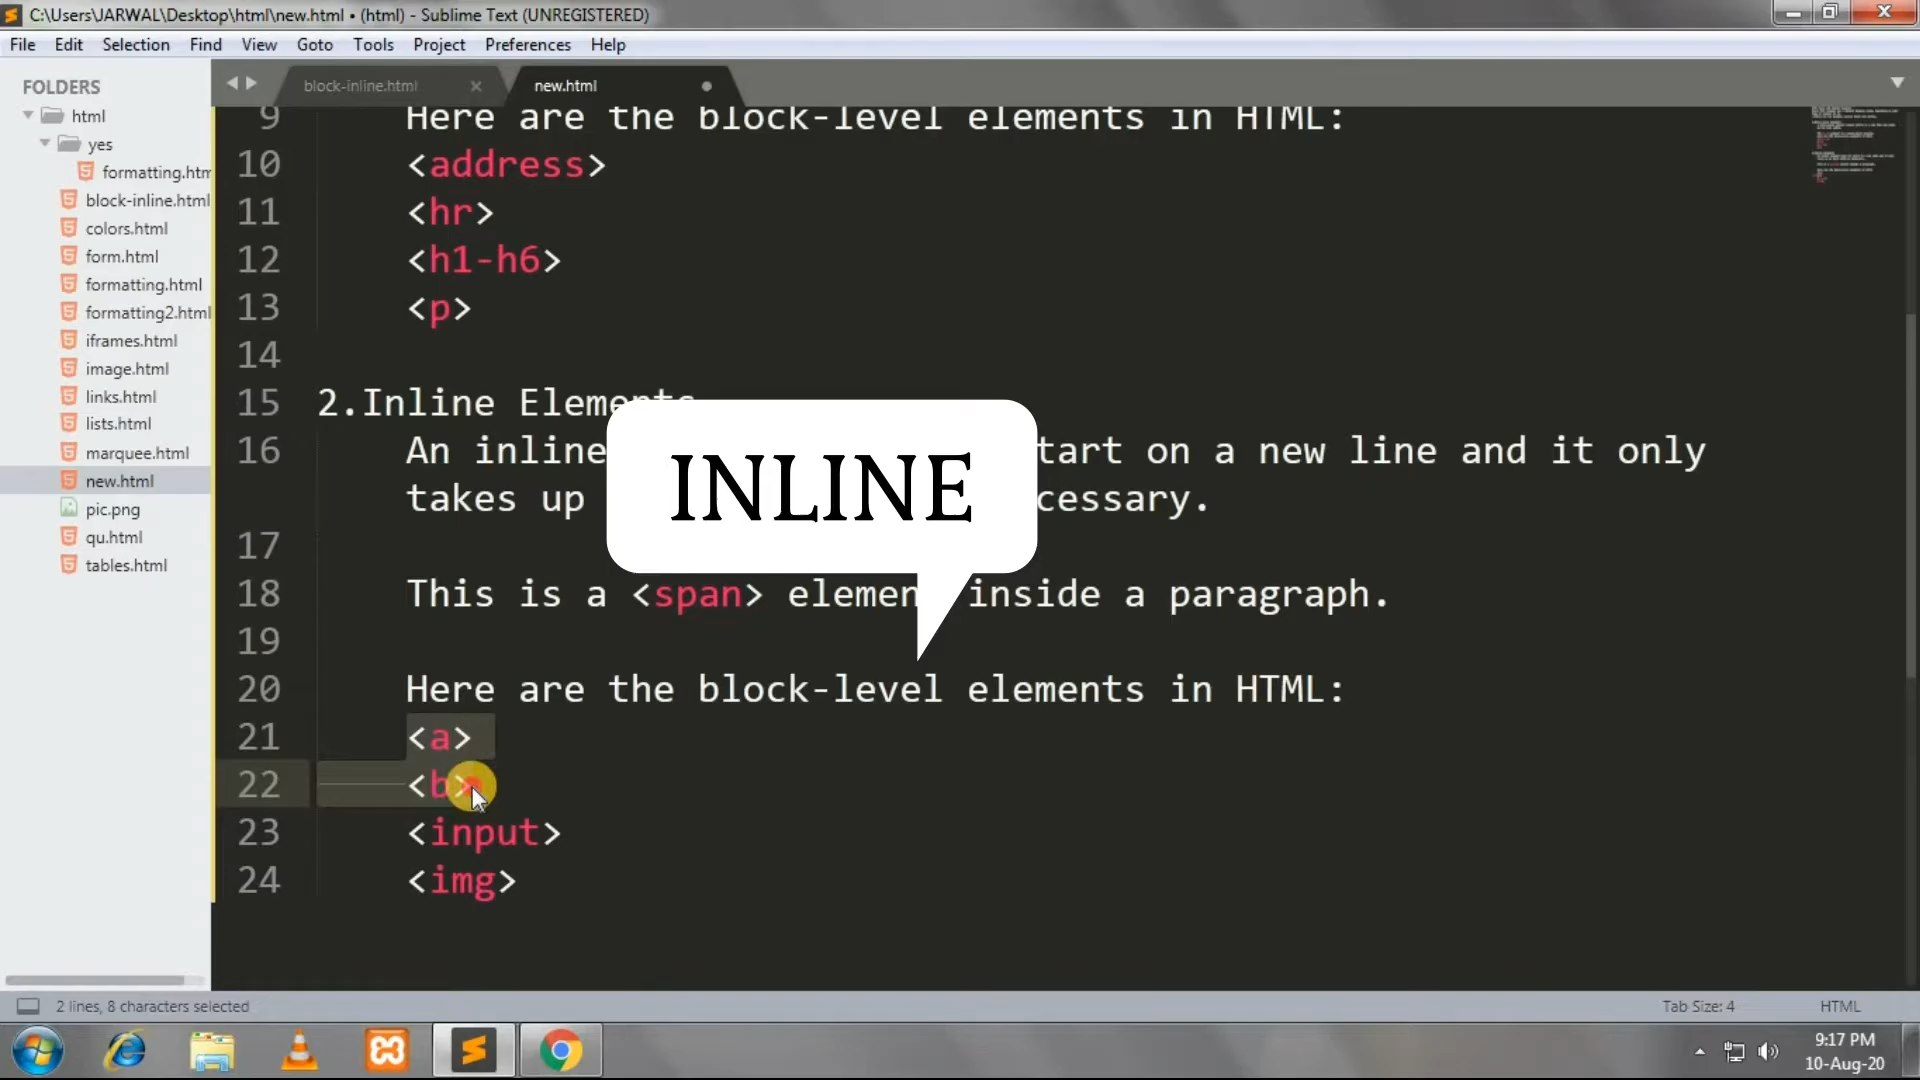 C:\Users\JARWAL\Desktop\html\new.html • (html) - Sublime Text (UNREGISTERED)
File Edit Selection Find View Goto Tools Project Preferences Help
FOLDERS
html
yes
formatting.htm
block-inline.html
colors.html
form.html
formatting.html
formatting2.html
iframes.html
image.html
links.html
lists.html
marquee.html
new.html
pic.png
qu.html
tables.html
block-inline.html
new.html
9 Here are the block-level elements in HTML:
10 <address>
11 <hr>
12 <h1-h6>
13 <p>
14
15 2.Inline Elements
16 An inline tart on a new line and it only
takes up cessary.
17
18 This is a <span> element inside a paragraph.
19
20 Here are the block-level elements in HTML:
21 <a>
22 <b>
23 <input>
24 <img>
INLINE
2 lines, 8 characters selected
Tab Size: 4
HTML
9:17 PM
10-Aug-20